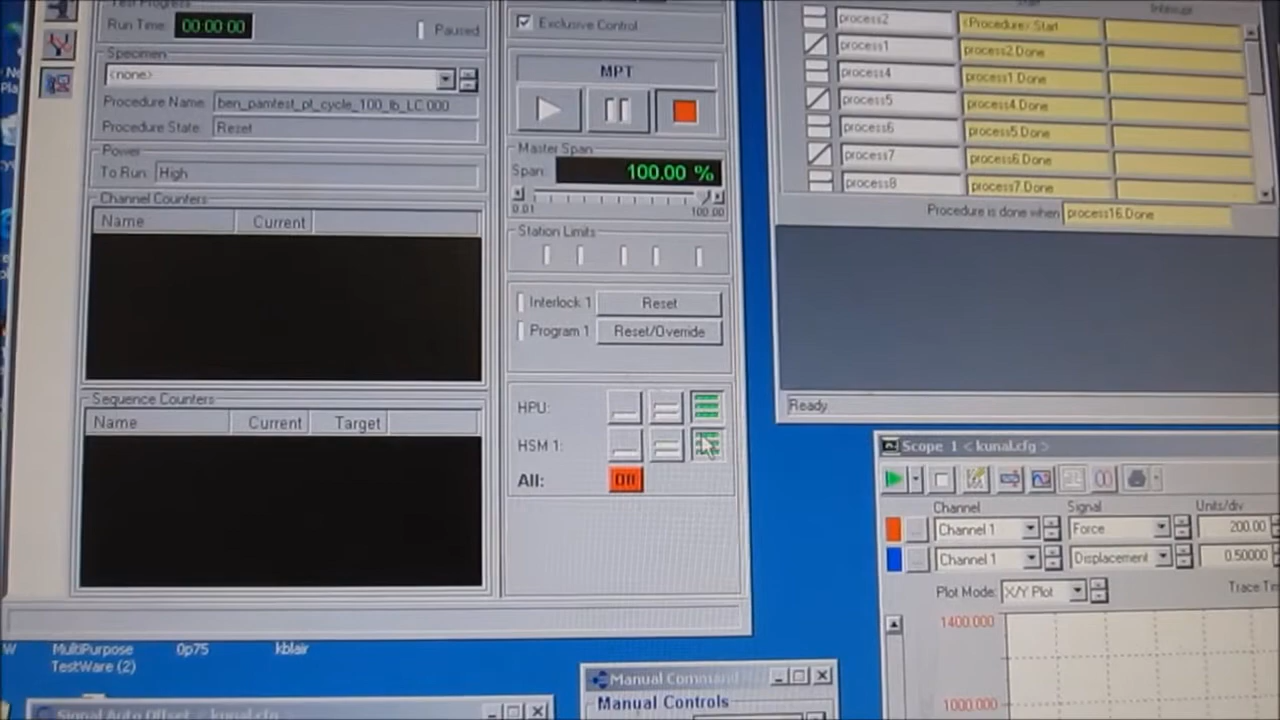 Test Progress
Run Time: 00:00:00 Paused
Specimen
<none>
Procedure Name: ben_pamtest_pl_cycle_100_lb_LC.000
Procedure State: Reset
Power
To Run: High
Channel Counters
Name Current
Sequence Counters
Name Current Target
Exclusive Control
MPT
Master Span
Span: 100.00 %
0.01 100.00
Station Limits
Interlock 1 Reset
Program 1 Reset/Override
HPU:
HSM 1:
All: Off
Start Interrupt
process2 <Procedure>.Start
process1 process2.Done
process4 process1.Done
process5 process4.Done
process6 process5.Done
process7 process6.Done
process8 process7.Done
Procedure is done when process16.Done
Ready
Scope 1 < kunal.cfg >
Channel Signal Units/div
Channel 1 Force 200.00
Channel 1 Displacement 0.50000
Plot Mode: X/Y Plot Trace Ti
1400.000
1000.000
W MultiPurpose TestWare (2)
0p75
kblair
Signal Auto Offset < kunal.cfg
Manual Command
Manual Controls